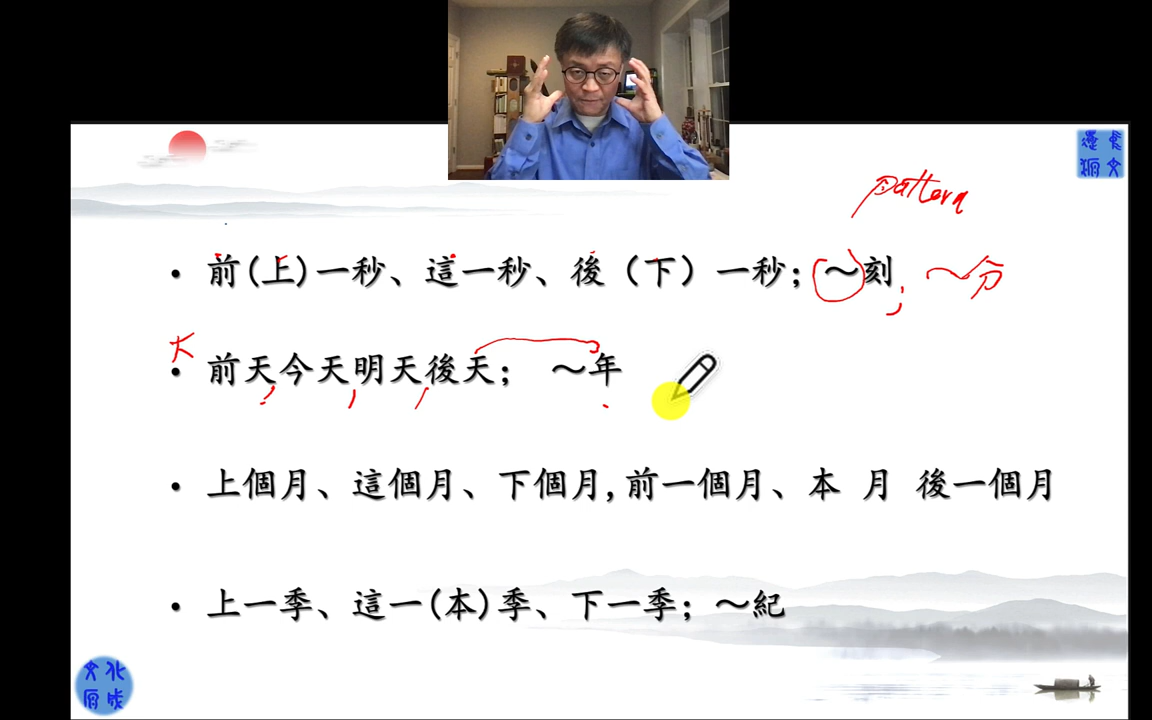 pattern
前(上)一秒、這一秒、後（下）一秒；～刻； ～分
大
前天今天明天後天； ～年
上個月、這個月、下個月,前一個月、本 月 後一個月
上一季、這一(本)季、下一季；～紀